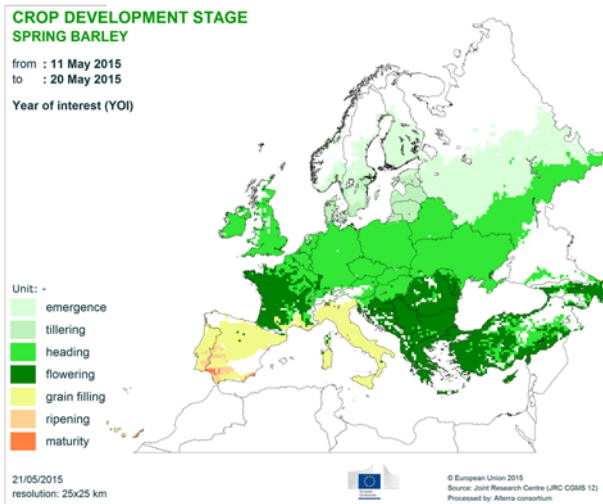 CROP DEVELOPMENT STAGE
SPRING BARLEY
from : 11 May 2015
to : 20 May 2015
Year of interest (YOI)
Unit: -
emergence
tillering
heading
flowering
grain filling
ripening
maturity
21/05/2015
resolution: 25x25 km
© European Union 2015
Source: Joint Research Centre (JRC CGMS 12)
Processed by: Alterra consortium